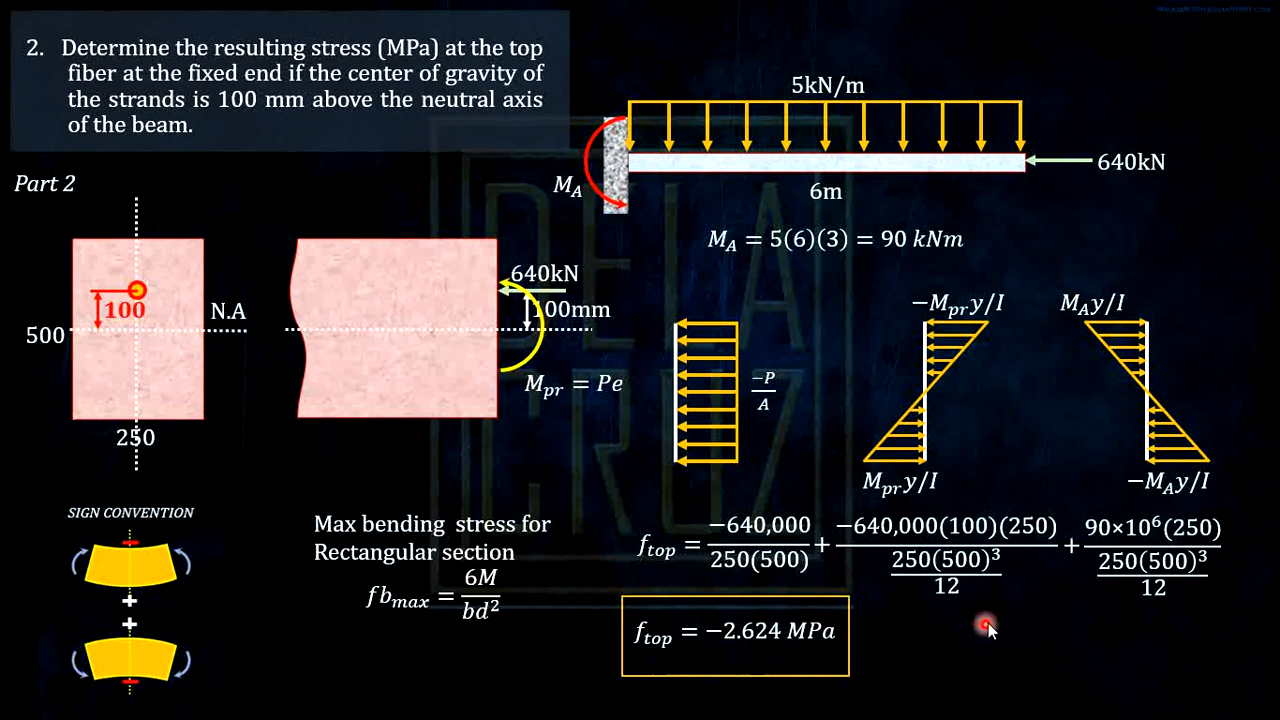 2. Determine the resulting stress (MPa) at the top
fiber at the fixed end if the center of gravity of
the strands is 100 mm above the neutral axis
of the beam.
5kN/m
640kN
M_A
6m
M_A = 5(6)(3) = 90 kNm
Part 2
100
N.A
500
250
640kN
100mm
M_pr = Pe
−P/A
−M_pr y/I
M_A y/I
M_pr y/I
−M_A y/I
DELA
CRUZ
SIGN CONVENTION
− + + −
Max bending stress for
Rectangular section
fb_max = 6M/bd²
f_top = −640,000/250(500) + −640,000(100)(250)/(250(500)³/12) + 90×10⁶(250)/(250(500)³/12)
f_top = −2.624 MPa